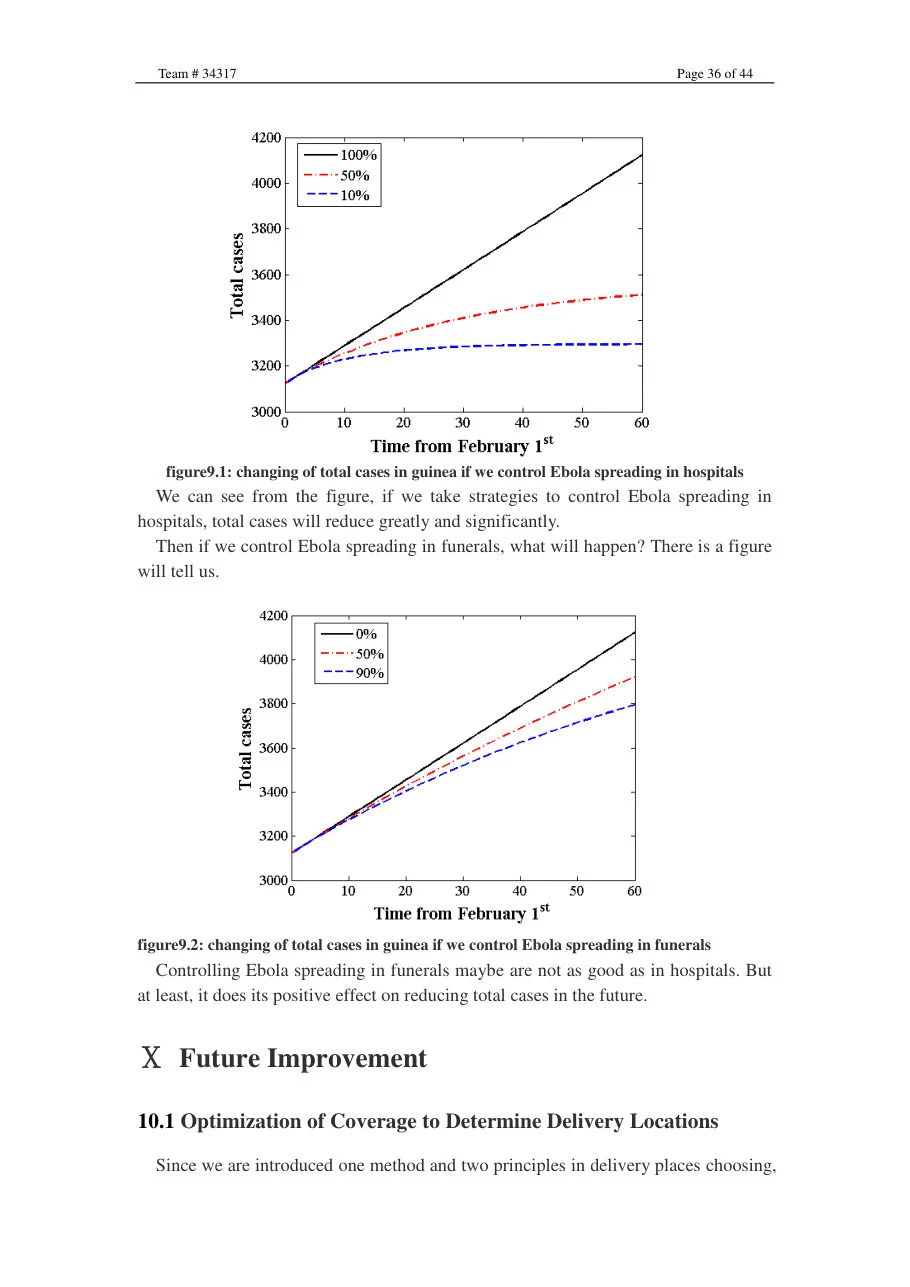 Team # 34317 Page 36 of 44
4200
4000
3800
3600
3400
3200
3000
Total cases
100%
50%
10%
0 10 20 30 40 50 60
Time from February 1st
figure9.1: changing of total cases in guinea if we control Ebola spreading in hospitals
We can see from the figure, if we take strategies to control Ebola spreading in
hospitals, total cases will reduce greatly and significantly.
Then if we control Ebola spreading in funerals, what will happen? There is a figure
will tell us.
4200
4000
3800
3600
3400
3200
3000
Total cases
0%
50%
90%
0 10 20 30 40 50 60
Time from February 1st
figure9.2: changing of total cases in guinea if we control Ebola spreading in funerals
Controlling Ebola spreading in funerals maybe are not as good as in hospitals. But
at least, it does its positive effect on reducing total cases in the future.
Ⅹ Future Improvement
10.1 Optimization of Coverage to Determine Delivery Locations
Since we are introduced one method and two principles in delivery places choosing,